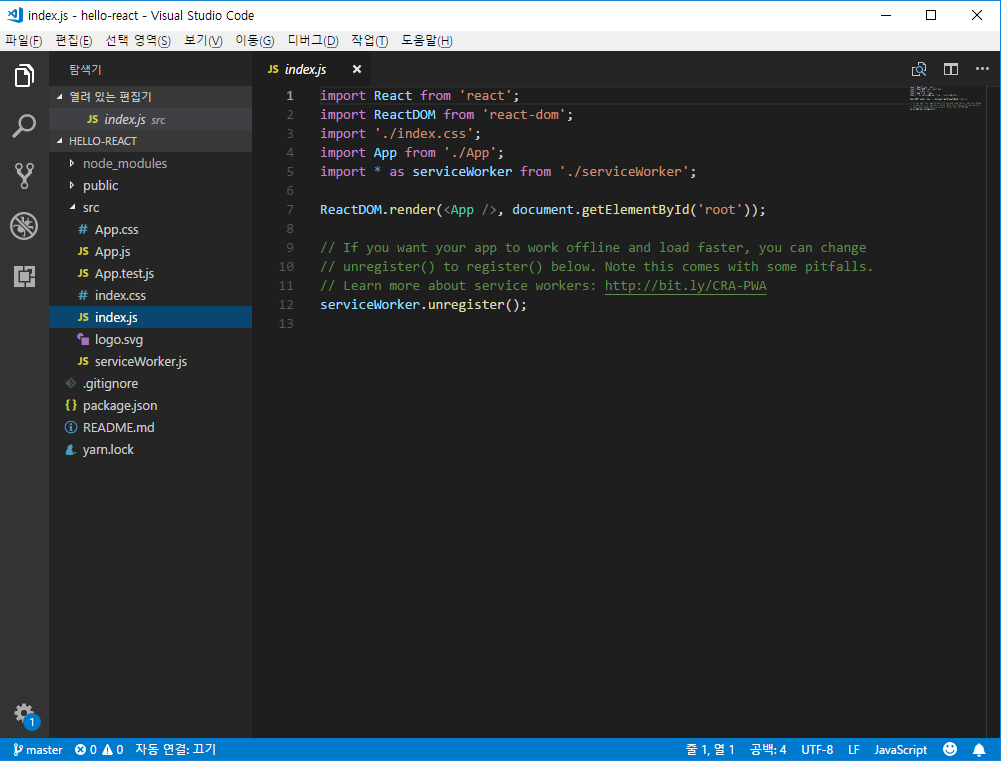 index.js - hello-react - Visual Studio Code
파일(F) 편집(E) 선택 영역(S) 보기(V) 이동(G) 디버그(D) 작업(T) 도움말(H)
탐색기
열려 있는 편집기
JS index.js src
HELLO-REACT
node_modules
public
src
# App.css
JS App.js
JS App.test.js
# index.css
JS index.js
logo.svg
JS serviceWorker.js
.gitignore
{} package.json
README.md
yarn.lock
1
JS index.js
1 import React from 'react';
2 import ReactDOM from 'react-dom';
3 import './index.css';
4 import App from './App';
5 import * as serviceWorker from './serviceWorker';
6
7 ReactDOM.render(<App />, document.getElementById('root'));
8
9 // If you want your app to work offline and load faster, you can change
10 // unregister() to register() below. Note this comes with some pitfalls.
11 // Learn more about service workers: http://bit.ly/CRA-PWA
12 serviceWorker.unregister();
13
master 0 0 자동 연결: 끄기 줄 1, 열 1 공백: 4 UTF-8 LF JavaScript